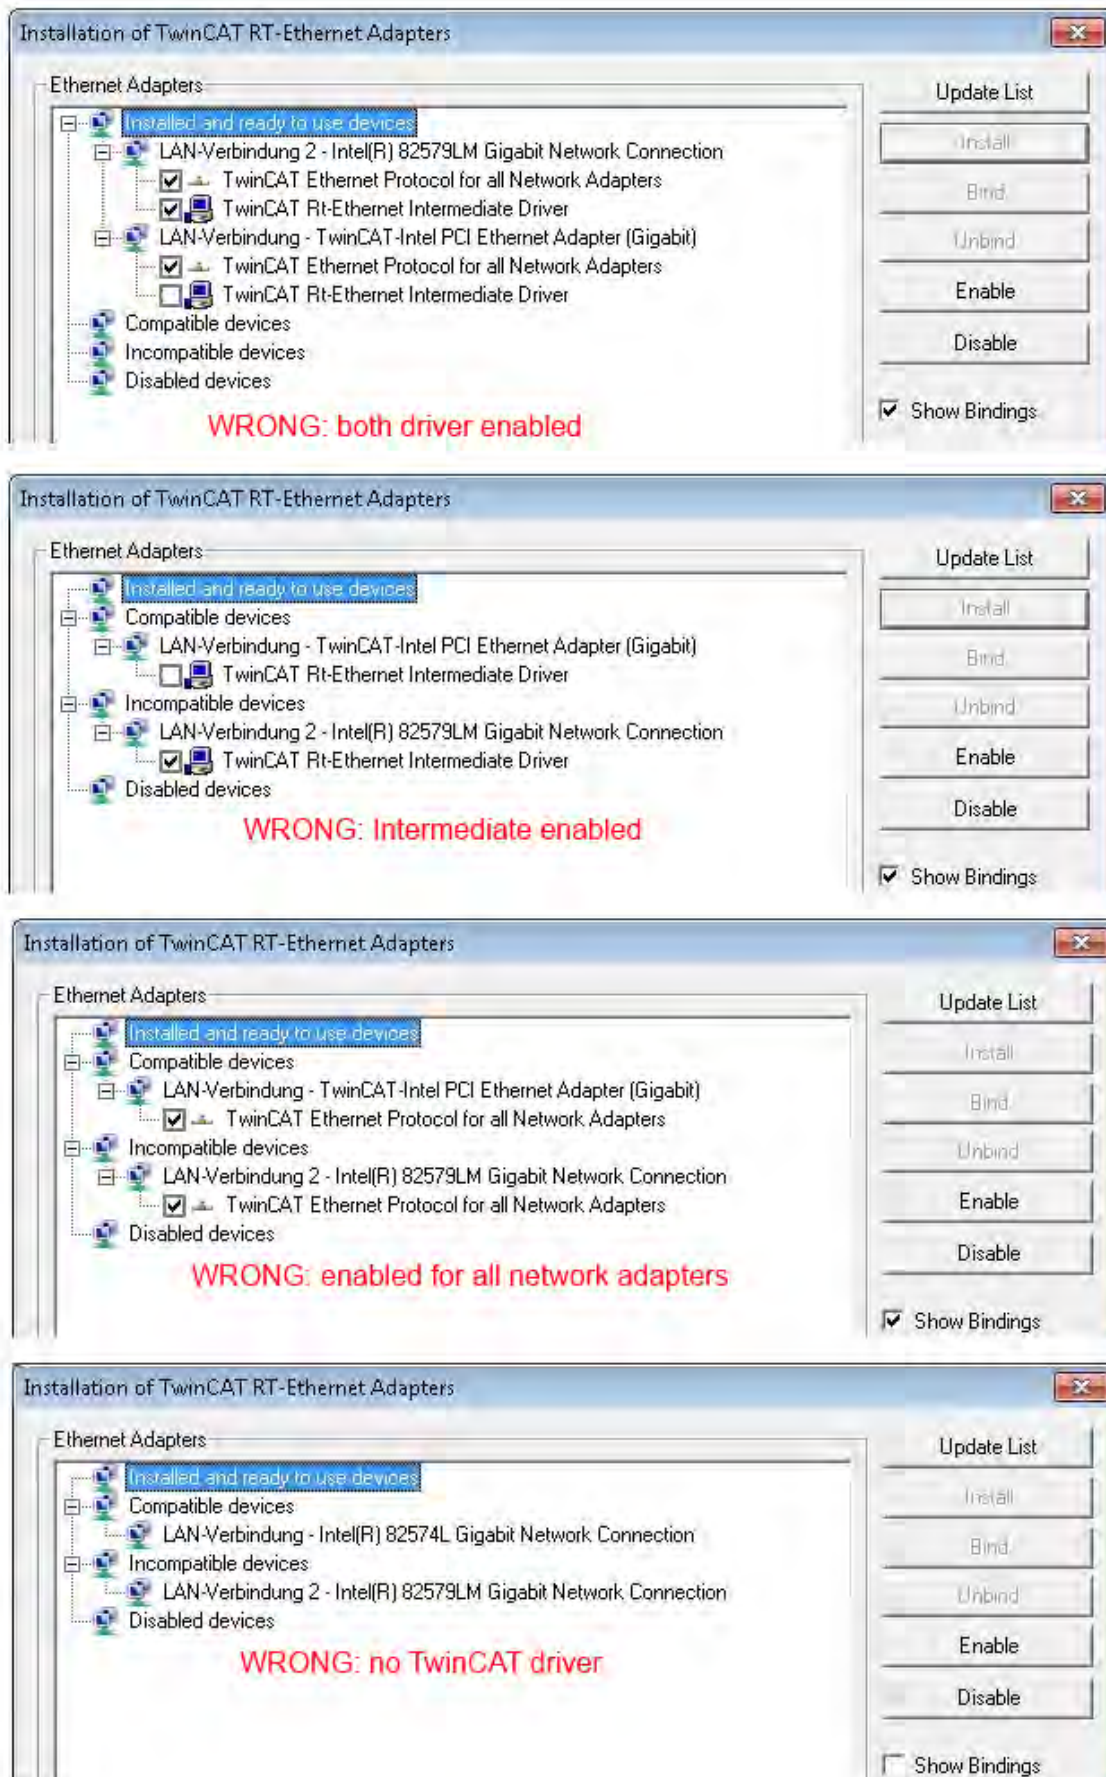 Installation of TwinCAT RT-Ethernet Adapters
Ethernet Adapters
Installed and ready to use devices
LAN-Verbindung 2 - Intel(R) 82579LM Gigabit Network Connection
TwinCAT Ethernet Protocol for all Network Adapters
TwinCAT Rt-Ethernet Intermediate Driver
LAN-Verbindung - TwinCAT-Intel PCI Ethernet Adapter (Gigabit)
TwinCAT Ethernet Protocol for all Network Adapters
TwinCAT Rt-Ethernet Intermediate Driver
Compatible devices
Incompatible devices
Disabled devices
WRONG: both driver enabled
Update List
Install
Bind
Unbind
Enable
Disable
Show Bindings
Installation of TwinCAT RT-Ethernet Adapters
Ethernet Adapters
Installed and ready to use devices
Compatible devices
LAN-Verbindung - TwinCAT-Intel PCI Ethernet Adapter (Gigabit)
TwinCAT Rt-Ethernet Intermediate Driver
Incompatible devices
LAN-Verbindung 2 - Intel(R) 82579LM Gigabit Network Connection
TwinCAT Rt-Ethernet Intermediate Driver
Disabled devices
WRONG: Intermediate enabled
Update List
Install
Bind
Unbind
Enable
Disable
Show Bindings
Installation of TwinCAT RT-Ethernet Adapters
Ethernet Adapters
Installed and ready to use devices
Compatible devices
LAN-Verbindung - TwinCAT-Intel PCI Ethernet Adapter (Gigabit)
TwinCAT Ethernet Protocol for all Network Adapters
Incompatible devices
LAN-Verbindung 2 - Intel(R) 82579LM Gigabit Network Connection
TwinCAT Ethernet Protocol for all Network Adapters
Disabled devices
WRONG: enabled for all network adapters
Update List
Install
Bind
Unbind
Enable
Disable
Show Bindings
Installation of TwinCAT RT-Ethernet Adapters
Ethernet Adapters
Installed and ready to use devices
Compatible devices
LAN-Verbindung - Intel(R) 82574L Gigabit Network Connection
Incompatible devices
LAN-Verbindung 2 - Intel(R) 82579LM Gigabit Network Connection
Disabled devices
WRONG: no TwinCAT driver
Update List
Install
Bind
Unbind
Enable
Disable
Show Bindings